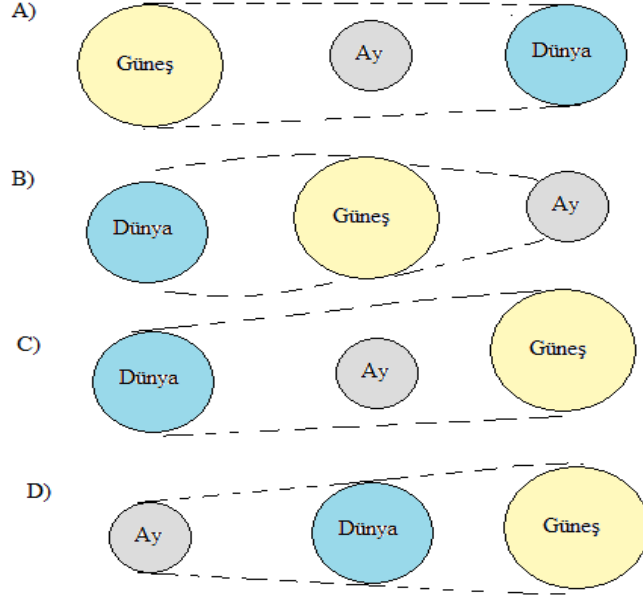 A)
Güneş Ay Dünya
B)
Dünya Güneş Ay
C)
Dünya Ay Güneş
D)
Ay Dünya Güneş